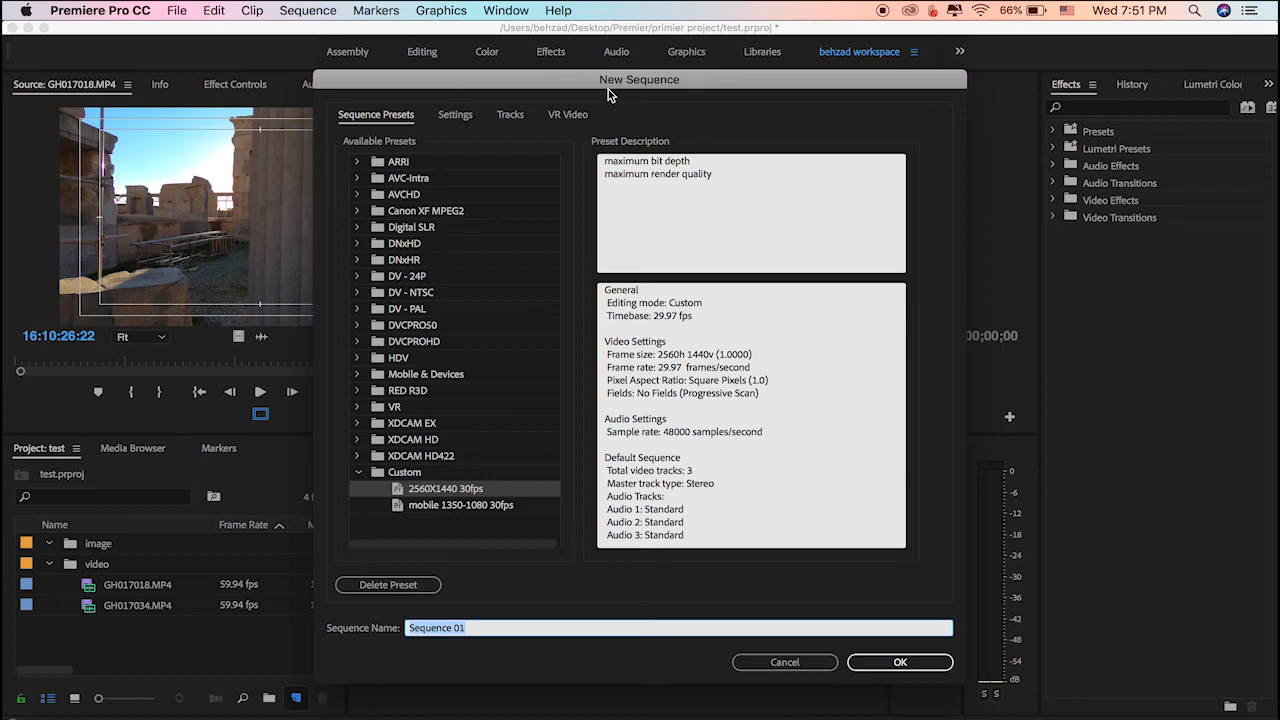 Premiere Pro CC File Edit Clip Sequence Markers Graphics Window Help 66% Wed 7:51 PM
/Users/behzad/Desktop/Premier/primier project/test.prproj *
Assembly Editing Color Effects Audio Graphics Libraries behzad workspace
Source: GH017018.MP4 Info Effect Controls Au
New Sequence
Sequence Presets Settings Tracks VR Video
Available Presets
ARRI
AVC-Intra
AVCHD
Canon XF MPEG2
Digital SLR
DNxHD
DNxHR
DV - 24P
DV - NTSC
DV - PAL
DVCPRO50
DVCPROHD
HDV
Mobile & Devices
RED R3D
VR
XDCAM EX
XDCAM HD
XDCAM HD422
Custom
2560X1440 30fps
mobile 1350-1080 30fps
Delete Preset
Preset Description
maximum bit depth
maximum render quality
General
Editing mode: Custom
Timebase: 29.97 fps
Video Settings
Frame size: 2560h 1440v (1.0000)
Frame rate: 29.97 frames/second
Pixel Aspect Ratio: Square Pixels (1.0)
Fields: No Fields (Progressive Scan)
Audio Settings
Sample rate: 48000 samples/second
Default Sequence
Total video tracks: 3
Master track type: Stereo
Audio Tracks:
Audio 1: Standard
Audio 2: Standard
Audio 3: Standard
Sequence Name: Sequence 01
Cancel OK
Effects History Lumetri Color
Presets
Lumetri Presets
Audio Effects
Audio Transitions
Video Effects
Video Transitions
16:10:26:22 Fit
00;00;00
Project: test Media Browser Markers
test.prproj
4
Name Frame Rate M
image
video
GH017018.MP4 59.94 fps 1
GH017034.MP4 59.94 fps 1
0
-6
-12
-18
-24
-30
-36
-42
-48
-54
dB
S S